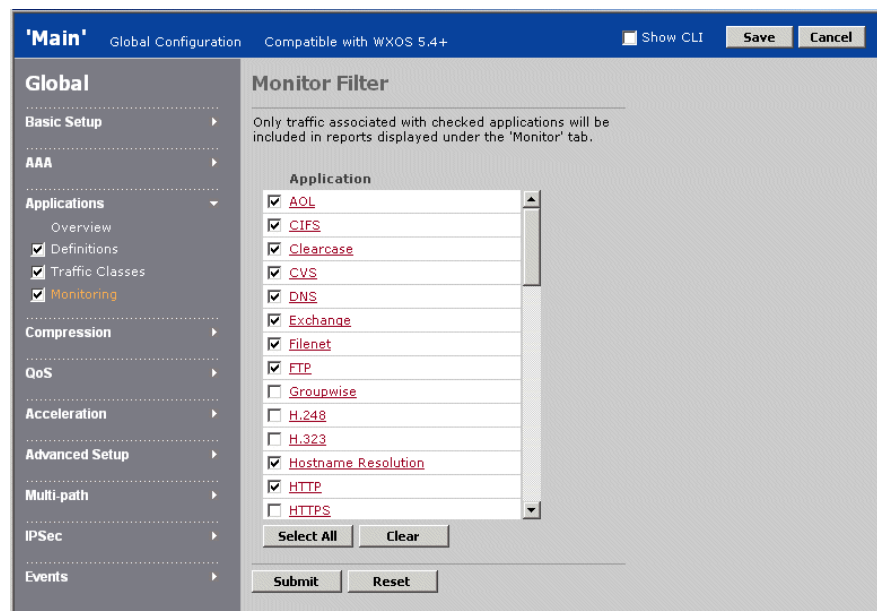 'Main' Global Configuration Compatible with WXOS 5.4+ Show CLI Save Cancel
Global
Basic Setup
AAA
Applications
Overview
Definitions
Traffic Classes
Monitoring
Compression
QoS
Acceleration
Advanced Setup
Multi-path
IPSec
Events
Monitor Filter
Only traffic associated with checked applications will be
included in reports displayed under the 'Monitor' tab.
Application
AOL
CIFS
Clearcase
CVS
DNS
Exchange
Filenet
FTP
Groupwise
H.248
H.323
Hostname Resolution
HTTP
HTTPS
Select All Clear
Submit Reset